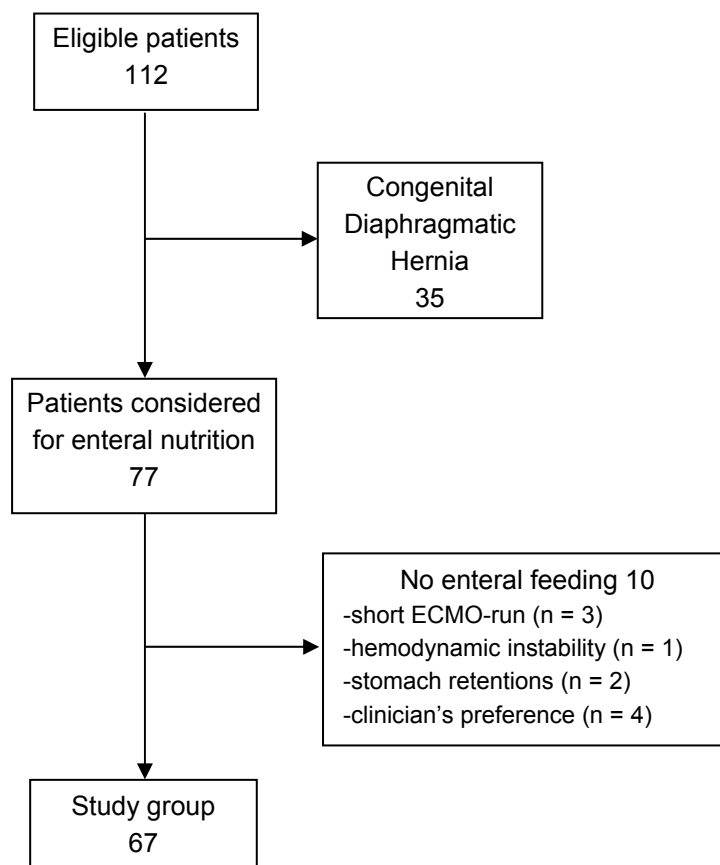 Eligible patients
112
Congenital
Diaphragmatic
Hernia
35
Patients considered
for enteral nutrition
77
No enteral feeding 10
-short ECMO-run (n = 3)
-hemodynamic instability (n = 1)
-stomach retentions (n = 2)
-clinician’s preference (n = 4)
Study group
67